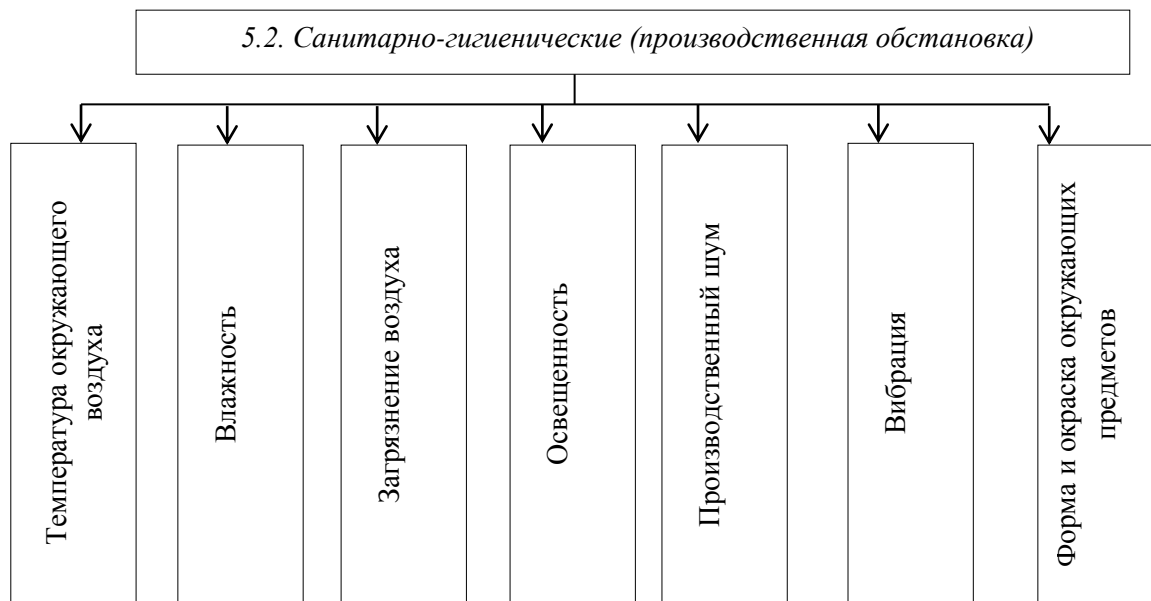 5.2. Санитарно-гигиенические (производственная обстановка)
Температура окружающего
воздуха
Влажность
Загрязнение воздуха
Освещенность
Производственный шум
Вибрация
Форма и окраска окружющих
предметов